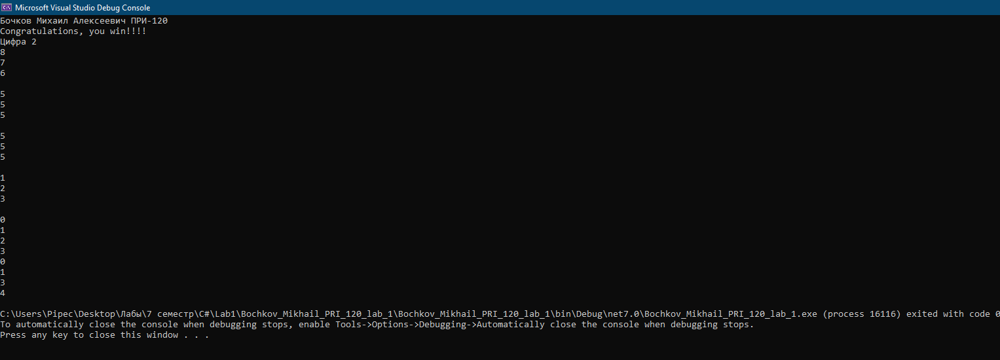 Microsoft Visual Studio Debug Console
Бочков Михаил Алексеевич ПРИ-120
Congratulations, you win!!!!
Цифра 2
8
7
6
5
5
5
5
5
5
1
2
3
0
1
2
3
0
1
3
4
C:\Users\Pipec\Desktop\Лабы\7 семестр\C#\Lab1\Bochkov_Mikhail_PRI_120_lab_1\Bochkov_Mikhail_PRI_120_lab_1\bin\Debug\net7.0\Bochkov_Mikhail_PRI_120_lab_1.exe (process 16116) exited with code 0
To automatically close the console when debugging stops, enable Tools->Options->Debugging->Automatically close the console when debugging stops.
Press any key to close this window . . .